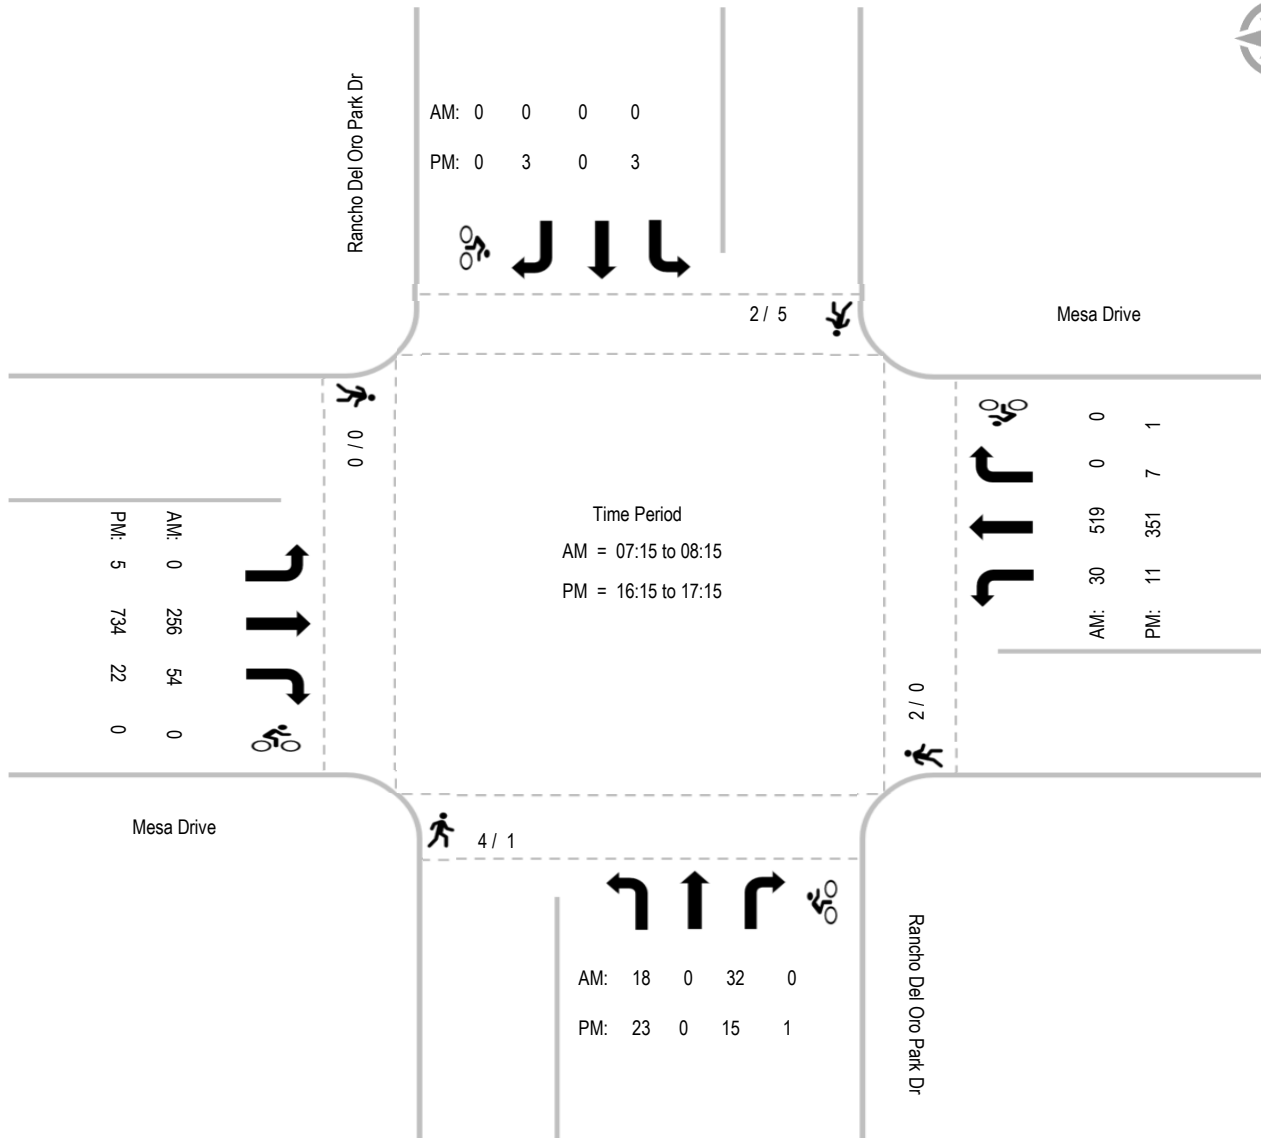 Rancho Del Oro Park Dr
AM: 0 0 0 0
PM: 0 3 0 3
2 / 5
Mesa Drive
0 / 0
AM: 30 519 0 0
PM: 11 351 7 1
Time Period
AM = 07:15 to 08:15
PM = 16:15 to 17:15
AM: 0 256 54 0
PM: 5 734 22 0
2 / 0
Mesa Drive
4 / 1
AM: 18 0 32 0
PM: 23 0 15 1
Rancho Del Oro Park Dr